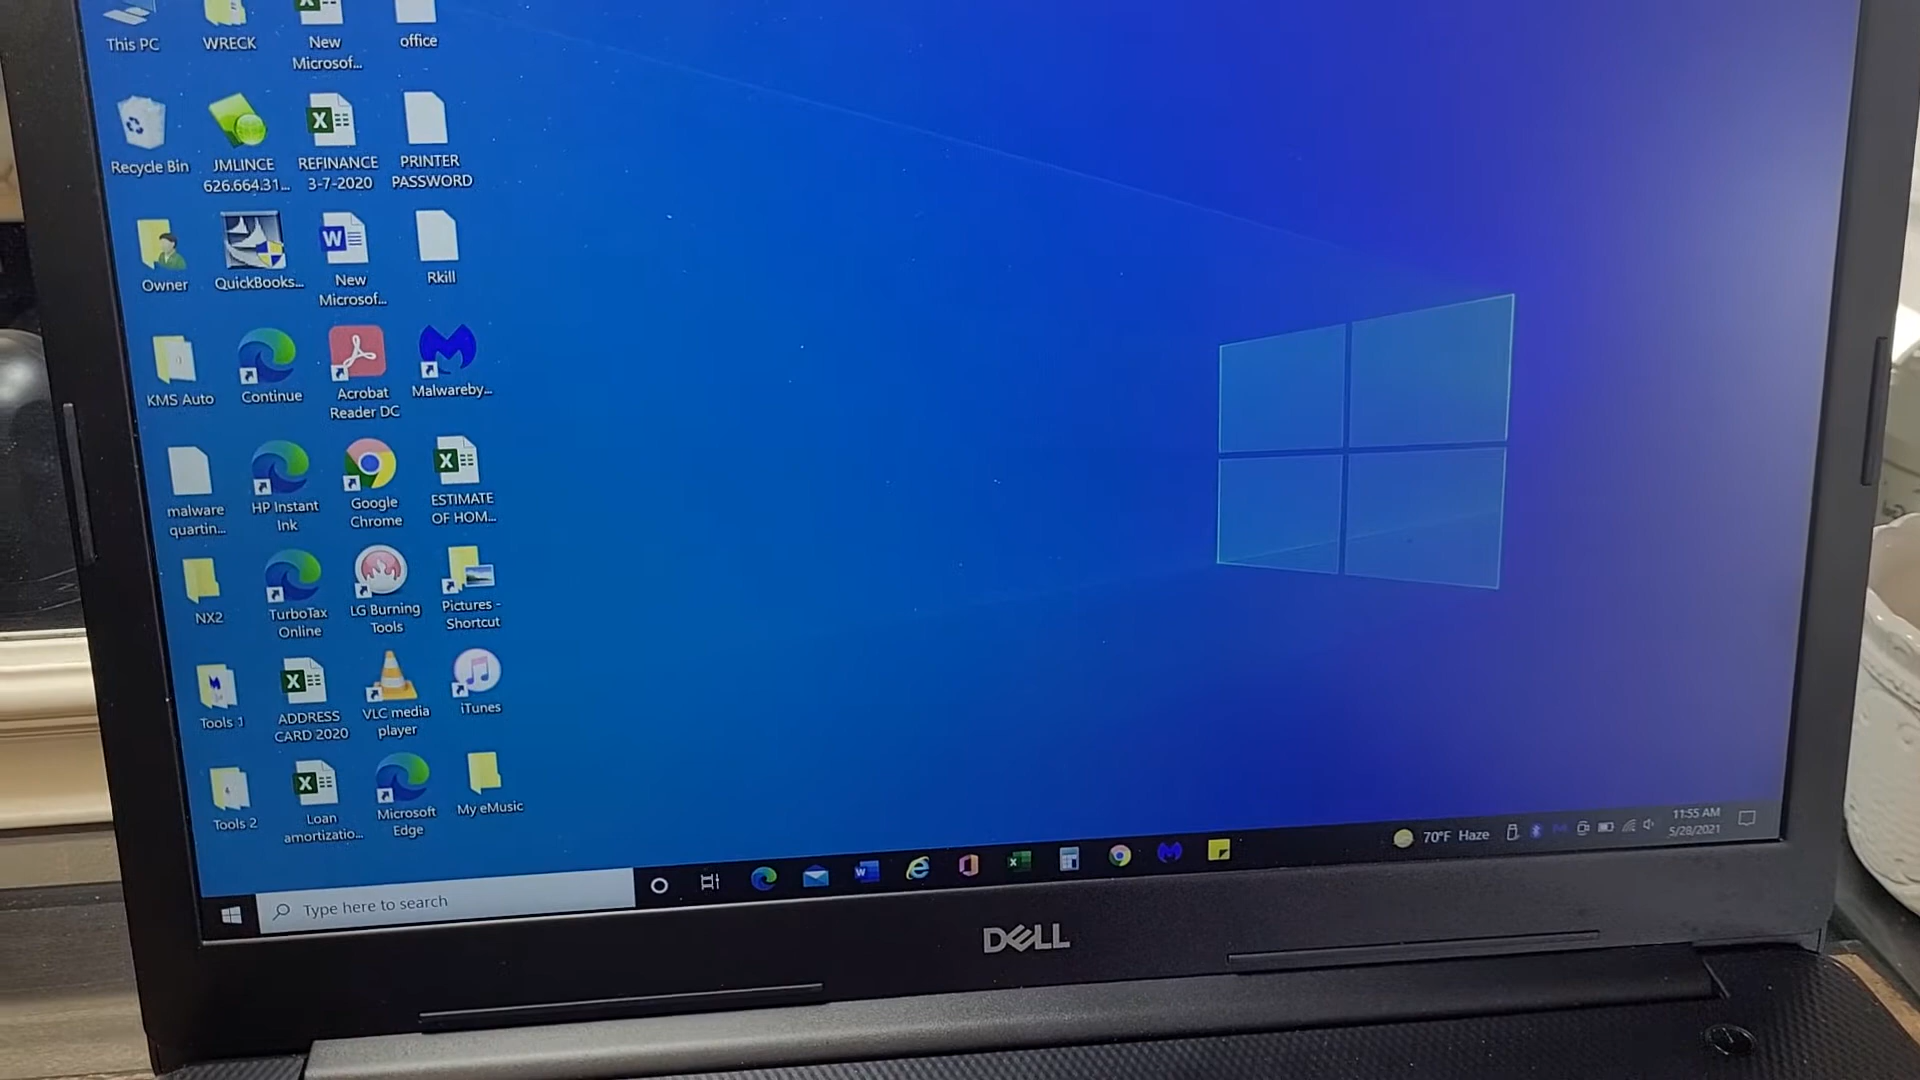 This PC
WRECK
New
Microsof...
office
Recycle Bin
JMLINCE
626.664.31...
REFINANCE
3-7-2020
PRINTER
PASSWORD
Owner
QuickBooks...
New
Microsof...
Rkill
KMS Auto
Continue
Acrobat
Reader DC
Malwareby...
malware
quartin...
HP Instant
Ink
Google
Chrome
ESTIMATE
OF HOM...
NX2
TurboTax
Online
LG Burning
Tools
Pictures -
Shortcut
Tools 1
ADDRESS
CARD 2020
VLC media
player
iTunes
Tools 2
Loan
amortizatio...
Microsoft
Edge
My eMusic
Type here to search
70°F Haze
11:55 AM
5/28/2021
DELL